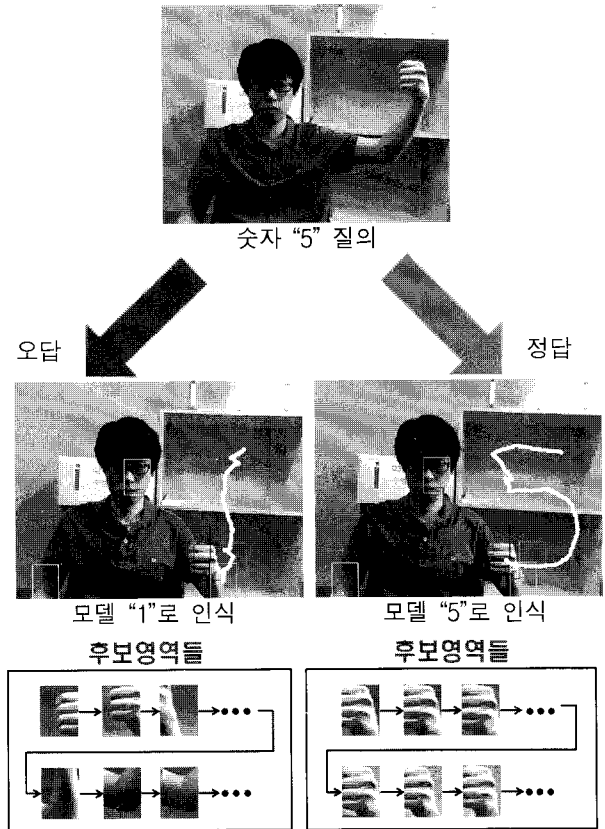 숫자 “5” 질의
오답
정답
모델 “1”로 인식
모델 “5”로 인식
후보영역들
후보영역들